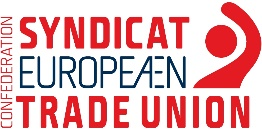 CONFEDERATION
SYNDICAT
EUROPEÆN
TRADE UNION